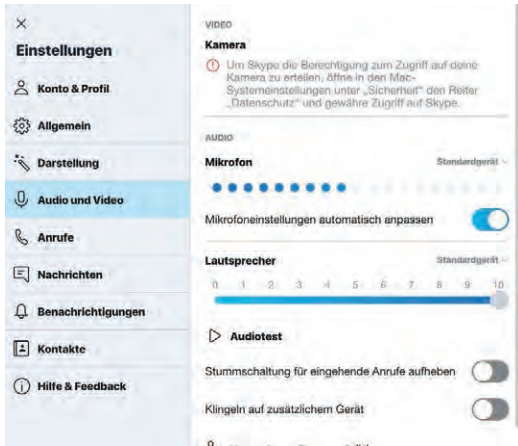 Einstellungen
Konto & Profil
Allgemein
Darstellung
Audio und Video
Anrufe
Nachrichten
Benachrichtigungen
Kontakte
Hilfe & Feedback
VIDEO
Kamera
Um Skype die Berechtigung zum Zugriff auf deine
Kamera zu erteilen, öffne in den Mac-
Systemeinstellungen unter „Sicherheit“ den Reiter
„Datenschutz“ und gewähre Zugriff auf Skype.
AUDIO
Mikrofon Standardgerät
Mikrofoneinstellungen automatisch anpassen
Lautsprecher Standardgerät
0 1 2 3 4 5 6 7 8 9 10
Audiotest
Stummschaltung für eingehende Anrufe aufheben
Klingeln auf zusätzlichem Gerät